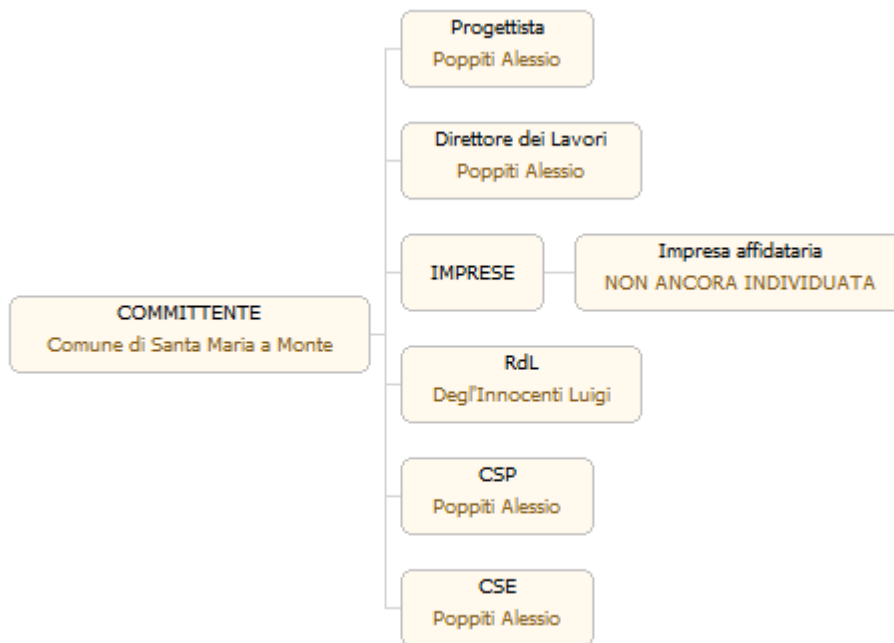 Progettista
Poppiti Alessio
Direttore dei Lavori
Poppiti Alessio
IMPRESE
Impresa affidataria
NON ANCORA INDIVIDUATA
COMMITTENTE
Comune di Santa Maria a Monte
RdL
Degl'Innocenti Luigi
CSP
Poppiti Alessio
CSE
Poppiti Alessio